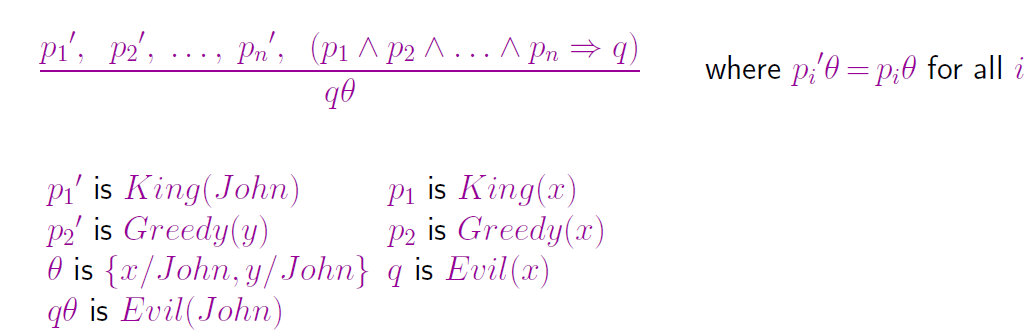 p₁′, p₂′, …, pₙ′, (p₁ ∧ p₂ ∧ … ∧ pₙ ⇒ q)
qθ
where pᵢ′θ = pᵢθ for all i
p₁′ is King(John) p₁ is King(x)
p₂′ is Greedy(y) p₂ is Greedy(x)
θ is {x/John, y/John} q is Evil(x)
qθ is Evil(John)